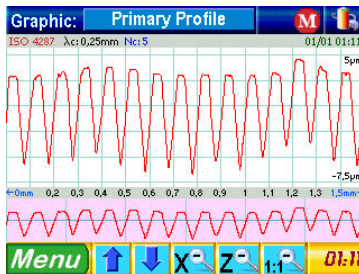 Graphic: Primary Profile M
ISO 4287 λc:0,25mm Nc:5 01/01 01:11
5µm
-7,5µm
←0mm 0,2 0,3 0,4 0,5 0,6 0,7 0,8 0,9 1 1,1 1,2 1,3 1,5mm→
Menu X Z 1:1 01:11